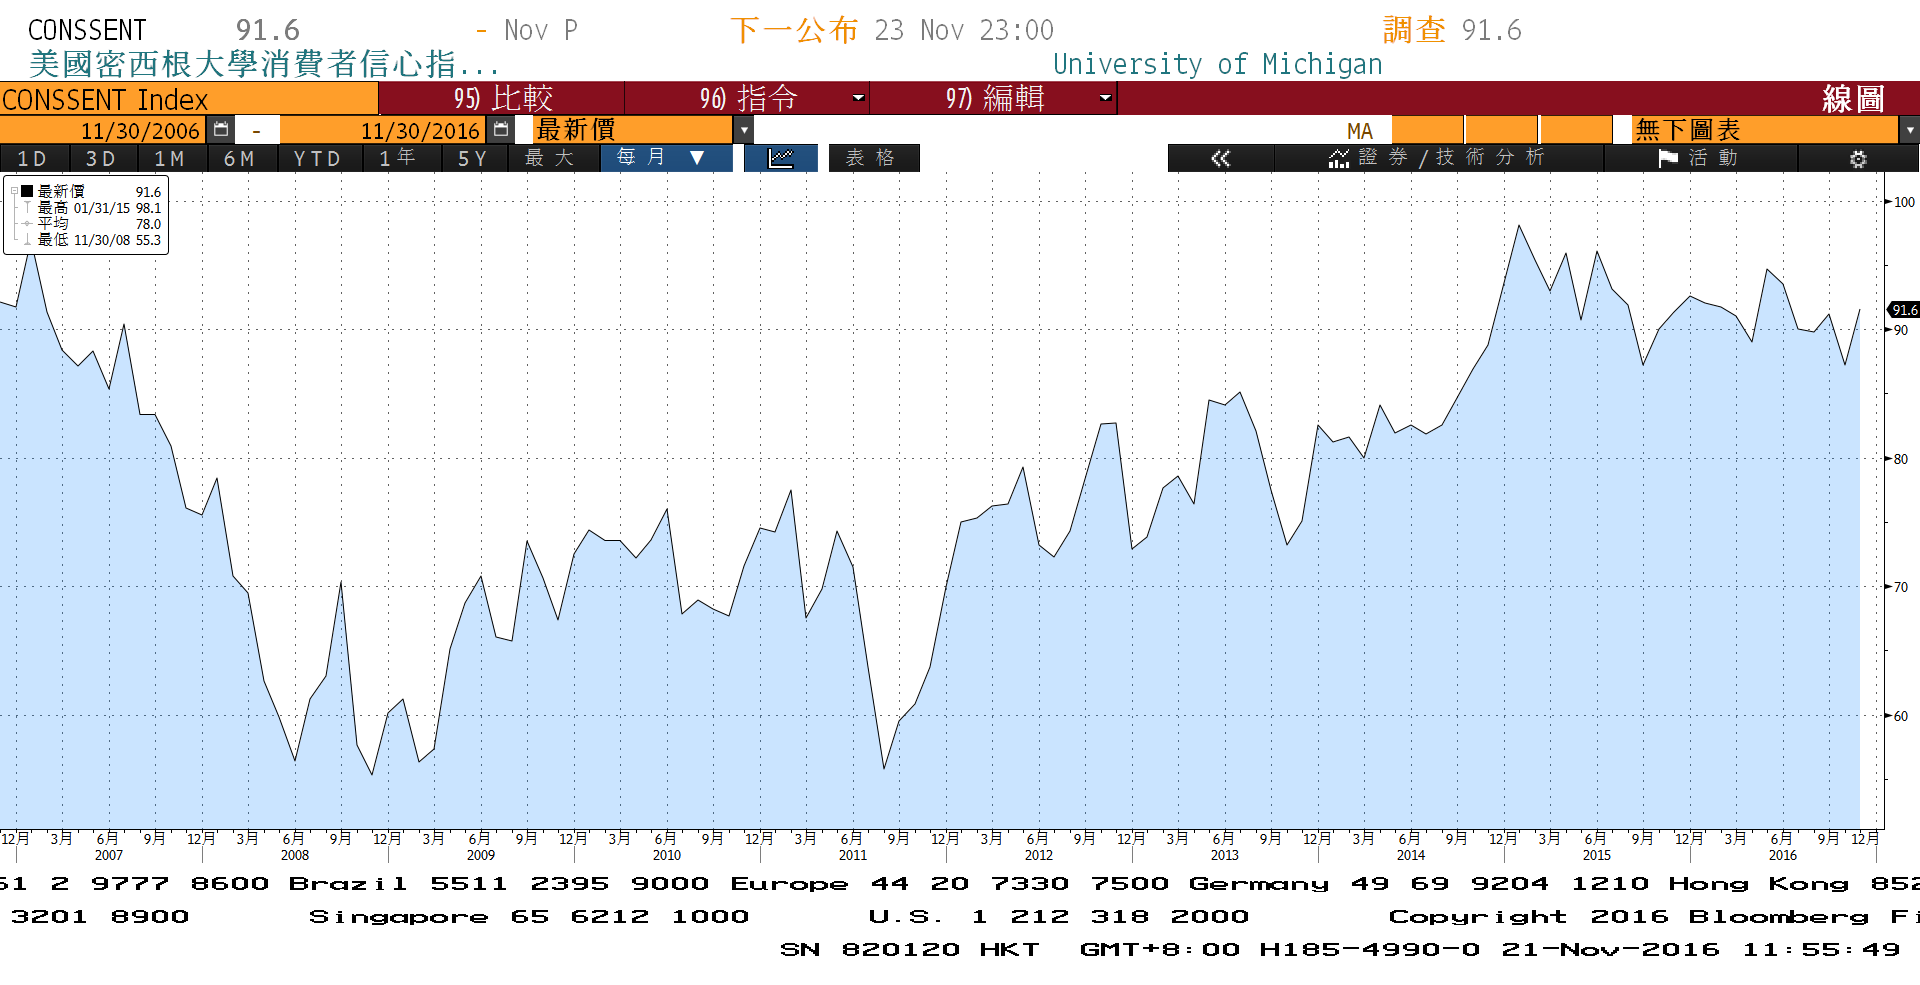 CONSSENT 91.6 - Nov P 下一公布 23 Nov 23:00 調查 91.6
美國密西根大學消費者信心指... University of Michigan
CONSSENT Index 95) 比較 96) 指令 97) 編輯 線圖
11/30/2006 - 11/30/2016 最新價 MA 無下圖表
1D 3D 1M 6M YTD 1年 5Y 最大 每月 ▼ 表格 « 證券/技術分析 活動
最新價 91.6
最高 01/31/15 98.1
平均 78.0
最低 11/30/08 55.3
100
91.6
90
80
70
60
12月 3月 6月 9月 12月 3月 6月 9月 12月 3月 6月 9月 12月 3月 6月 9月 12月 3月 6月 9月 12月 3月 6月 9月 12月 3月 6月 9月 12月 3月 6月 9月 12月 3月 6月 9月 12月 3月 6月 9月 12月
2007 2008 2009 2010 2011 2012 2013 2014 2015 2016
61 2 9777 8600 Brazil 5511 2395 9000 Europe 44 20 7330 7500 Germany 49 69 9204 1210 Hong Kong 852
3201 8900 Singapore 65 6212 1000 U.S. 1 212 318 2000 Copyright 2016 Bloomberg Fi
SN 820120 HKT GMT+8:00 H185-4990-0 21-Nov-2016 11:55:49